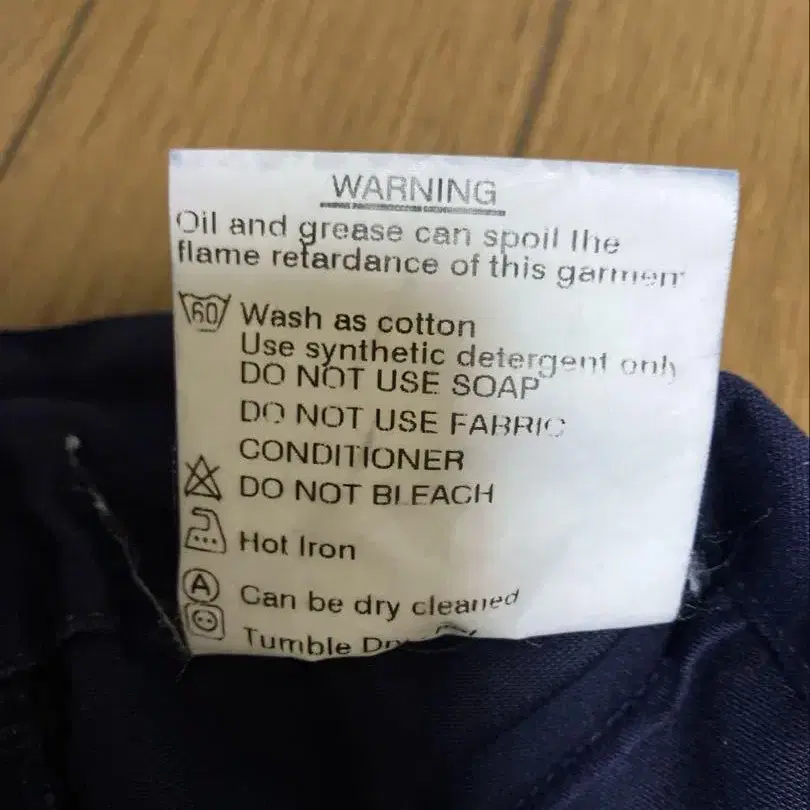 WARNING
Oil and grease can spoil the
flame retardance of this garment
60 Wash as cotton
Use synthetic detergent only
DO NOT USE SOAP
DO NOT USE FABRIC
CONDITIONER
DO NOT BLEACH
Hot Iron
A Can be dry cleaned
Tumble